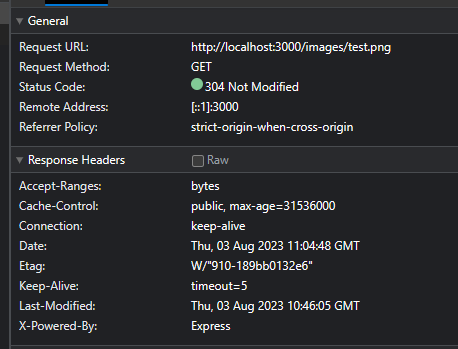 General
Request URL: http://localhost:3000/images/test.png
Request Method: GET
Status Code: 304 Not Modified
Remote Address: [::1]:3000
Referrer Policy: strict-origin-when-cross-origin
Response Headers Raw
Accept-Ranges: bytes
Cache-Control: public, max-age=31536000
Connection: keep-alive
Date: Thu, 03 Aug 2023 11:04:48 GMT
Etag: W/"910-189bb0132e6"
Keep-Alive: timeout=5
Last-Modified: Thu, 03 Aug 2023 10:46:05 GMT
X-Powered-By: Express